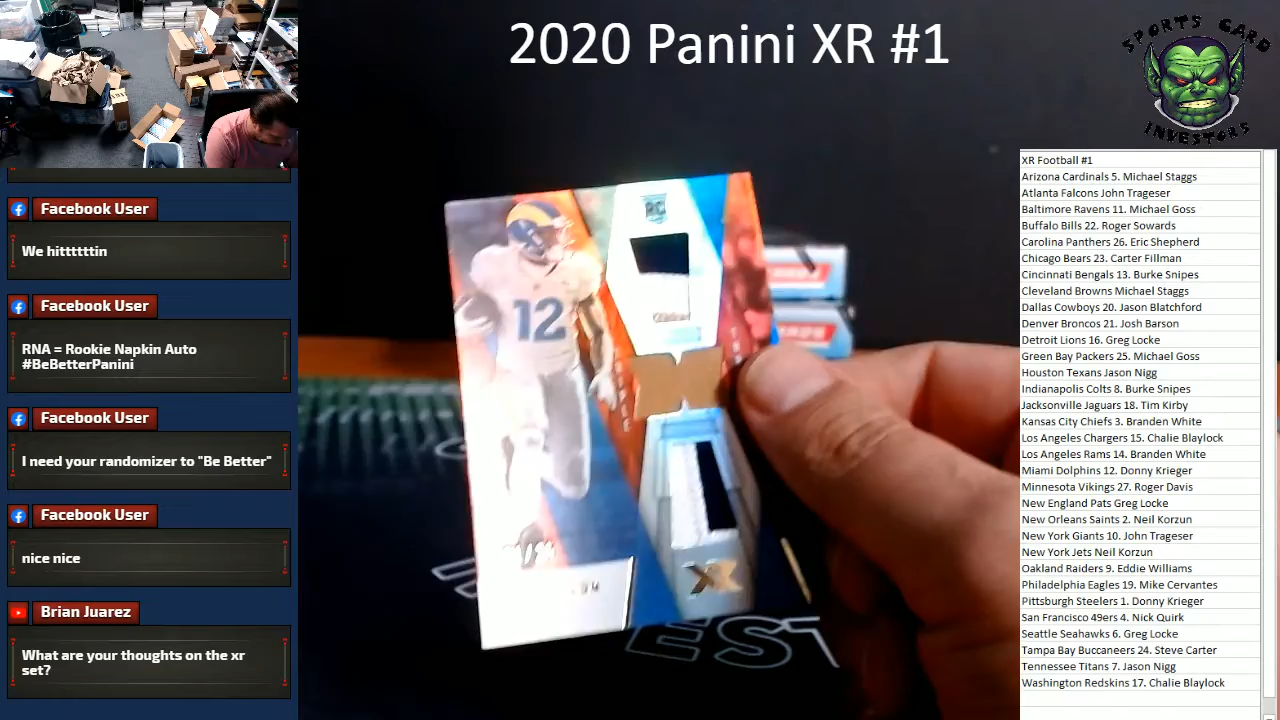 2020 Panini XR #1
SPORTS CARD
INVESTORS
Facebook User
We hittttttin
Facebook User
RNA = Rookie Napkin Auto
#BeBetterPanini
Facebook User
I need your randomizer to "Be Better"
Facebook User
nice nice
Brian Juarez
What are your thoughts on the xr
set?
RC
12
XR
XR Football #1
Arizona Cardinals 5. Michael Staggs
Atlanta Falcons John Trageser
Baltimore Ravens 11. Michael Goss
Buffalo Bills 22. Roger Sowards
Carolina Panthers 26. Eric Shepherd
Chicago Bears 23. Carter Fillman
Cincinnati Bengals 13. Burke Snipes
Cleveland Browns Michael Staggs
Dallas Cowboys 20. Jason Blatchford
Denver Broncos 21. Josh Barson
Detroit Lions 16. Greg Locke
Green Bay Packers 25. Michael Goss
Houston Texans Jason Nigg
Indianapolis Colts 8. Burke Snipes
Jacksonville Jaguars 18. Tim Kirby
Kansas City Chiefs 3. Branden White
Los Angeles Chargers 15. Chalie Blaylock
Los Angeles Rams 14. Branden White
Miami Dolphins 12. Donny Krieger
Minnesota Vikings 27. Roger Davis
New England Pats Greg Locke
New Orleans Saints 2. Neil Korzun
New York Giants 10. John Trageser
New York Jets Neil Korzun
Oakland Raiders 9. Eddie Williams
Philadelphia Eagles 19. Mike Cervantes
Pittsburgh Steelers 1. Donny Krieger
San Francisco 49ers 4. Nick Quirk
Seattle Seahawks 6. Greg Locke
Tampa Bay Buccaneers 24. Steve Carter
Tennessee Titans 7. Jason Nigg
Washington Redskins 17. Chalie Blaylock